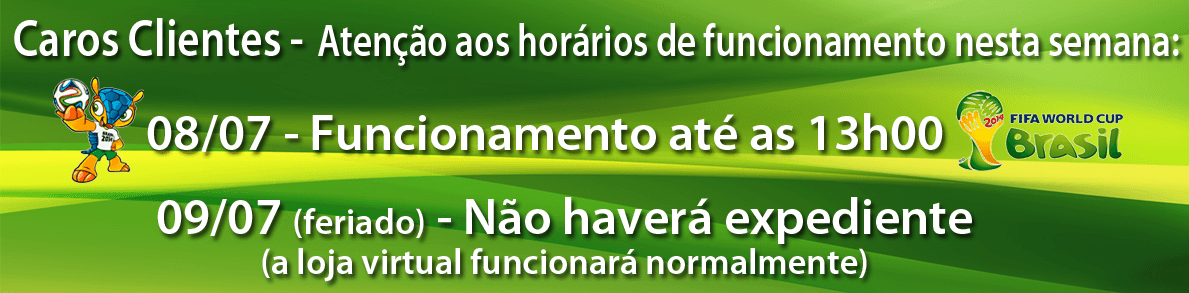 Caros Clientes - Atenção aos horários de funcionamento nesta semana:
08/07 - Funcionamento até as 13h00
2014
FIFA WORLD CUP
Brasil
09/07 (feriado) - Não haverá expediente
(a loja virtual funcionará normalmente)